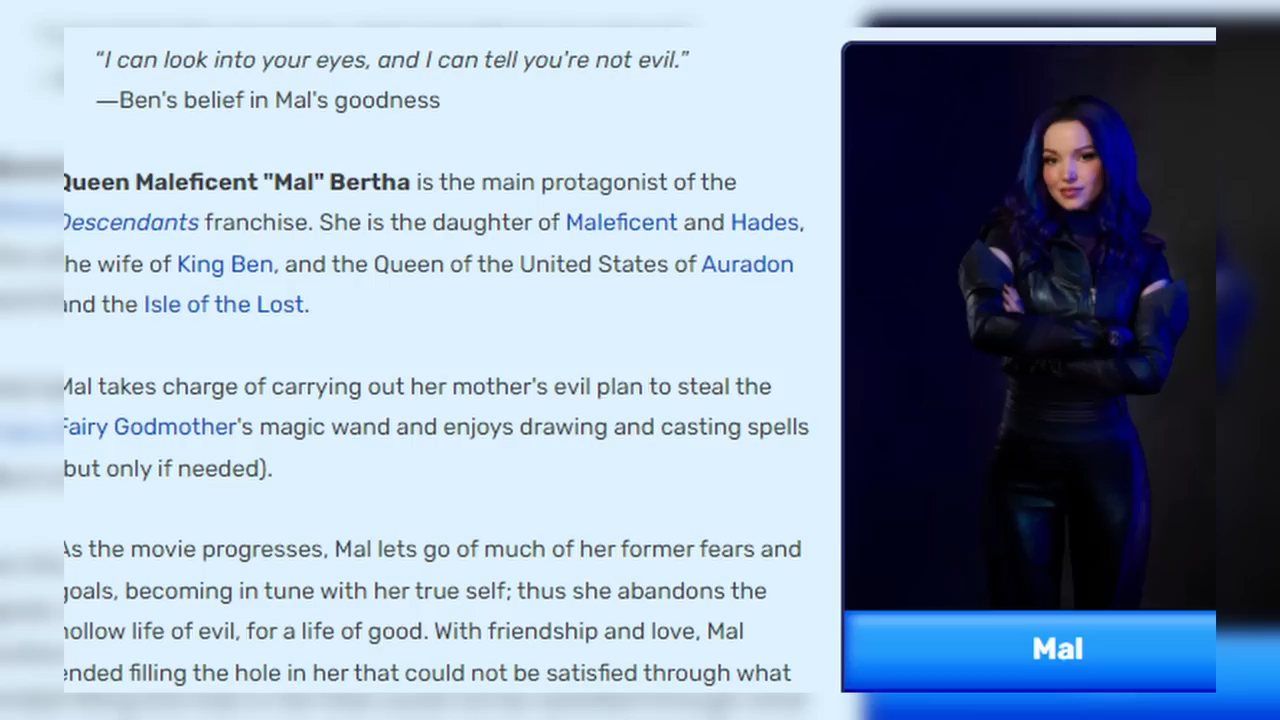 “I can look into your eyes, and I can tell you're not evil.”
—Ben's belief in Mal's goodness
Queen Maleficent "Mal" Bertha is the main protagonist of the
Descendants franchise. She is the daughter of Maleficent and Hades,
the wife of King Ben, and the Queen of the United States of Auradon
and the Isle of the Lost.
Mal takes charge of carrying out her mother's evil plan to steal the
Fairy Godmother's magic wand and enjoys drawing and casting spells
(but only if needed).
As the movie progresses, Mal lets go of much of her former fears and
goals, becoming in tune with her true self; thus she abandons the
hollow life of evil, for a life of good. With friendship and love, Mal
ended filling the hole in her that could not be satisfied through what
Mal